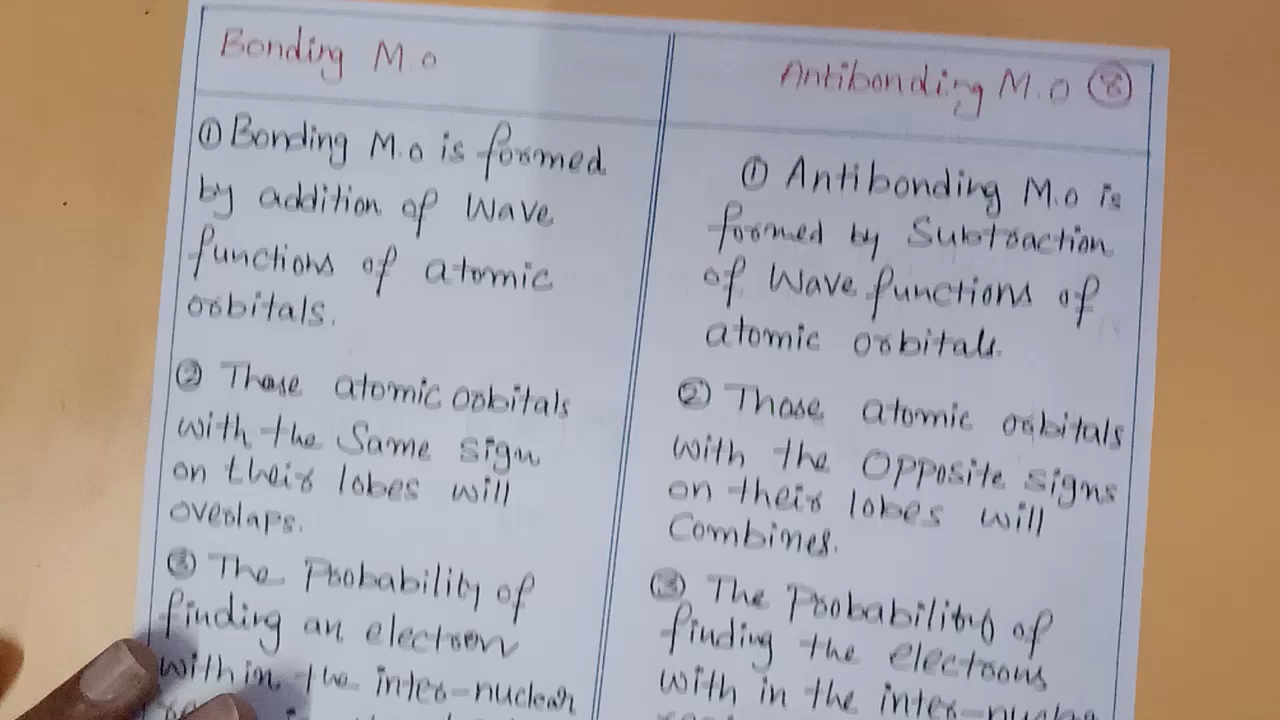 Bonding M.O
① Bonding M.O is formed
by addition of Wave
functions of atomic
orbitals.
② Those atomic orbitals
with the Same sign
on their lobes will
overlaps.
③ The Probability of
finding an electron
within the inter-nuclear
Antibonding M.O
① Antibonding M.O is
formed by Subtraction
of Wave functions of
atomic orbitals.
② Those atomic orbitals
with the Opposite signs
on their lobes will
Combines.
③ The Probability of
finding the electrons
with in the inter-nuclear